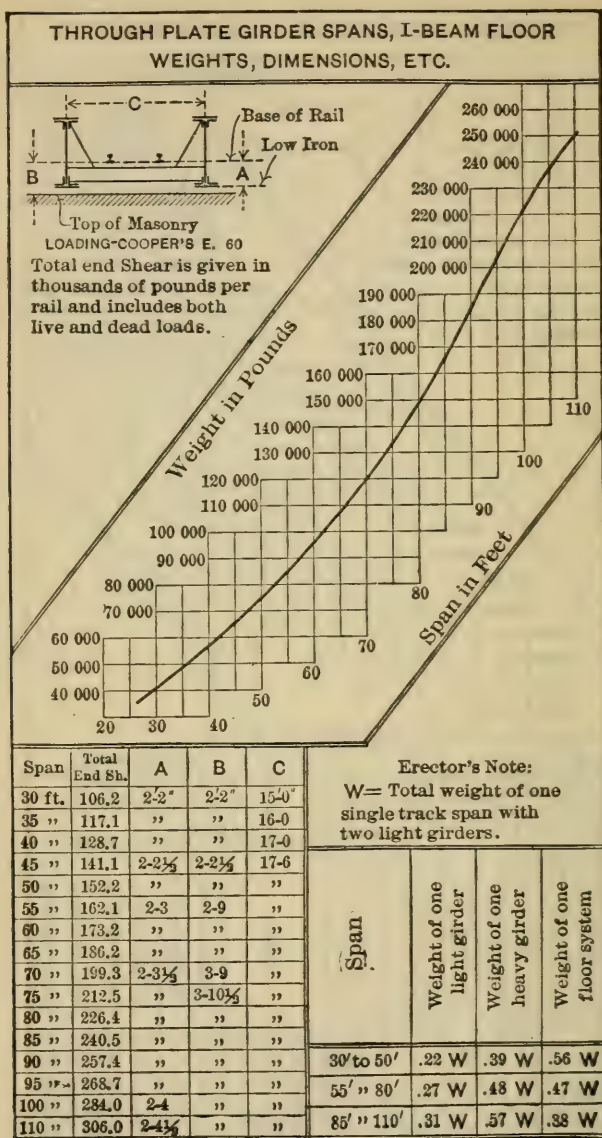 THROUGH PLATE GIRDER SPANS, I-BEAM FLOOR
WEIGHTS, DIMENSIONS, ETC.
C
Base of Rail
Low Iron
B
A
Top of Masonry
LOADING-COOPER'S E. 60
Total end Shear is given in
thousands of pounds per
rail and includes both
live and dead loads.
Weight in Pounds
260 000
250 000
240 000
230 000
220 000
210 000
200 000
190 000
180 000
170 000
160 000
150 000
140 000
130 000
120 000
110 000
100 000
90 000
80 000
70 000
60 000
50 000
40 000
20 30 40 50 60 70 80 90 100 110
Span in Feet
Span Total End Sh. A B C
30 ft. 106.2 2-2" 2-2" 15-0"
35 " 117.1 " " 16-0
40 " 128.7 " " 17-0
45 " 141.1 2-2½ 2-2½ 17-6
50 " 152.2 " " "
55 " 162.1 2-3 2-9 "
60 " 173.2 " " "
65 " 186.2 " " "
70 " 199.3 2-3½ 3-9 "
75 " 212.5 " 3-10½ "
80 " 226.4 " " "
85 " 240.5 " " "
90 " 257.4 " " "
95 " 268.7 " " "
100 " 284.0 2-4 " "
110 " 306.0 2-4½ " "
Erector's Note:
W= Total weight of one
single track span with
two light girders.
Span Weight of one light girder Weight of one heavy girder Weight of one floor system
30' to 50' .22 W .39 W .56 W
55' " 80' .27 W .48 W .47 W
85' " 110' .31 W .57 W .38 W